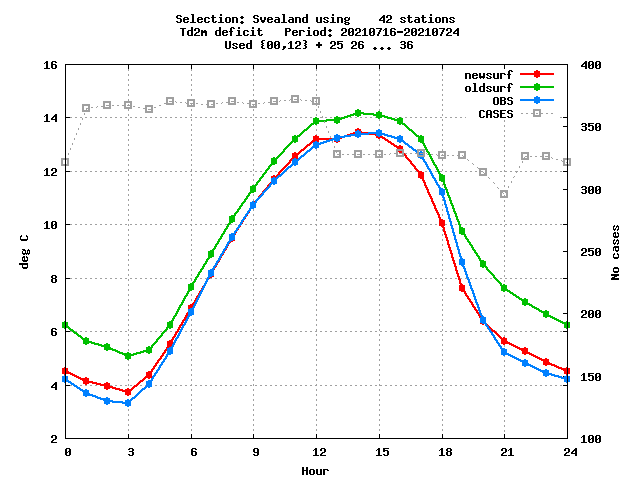 Selection: Svealand using    42 stations
Td2m deficit   Period: 20210716-20210724
Used {00,12} + 25 26 ... 36
newsurf
oldsurf
OBS
CASES
16
14
12
10
8
6
4
2
deg C
400
350
300
250
200
150
100
No cases
0 3 6 9 12 15 18 21 24
Hour